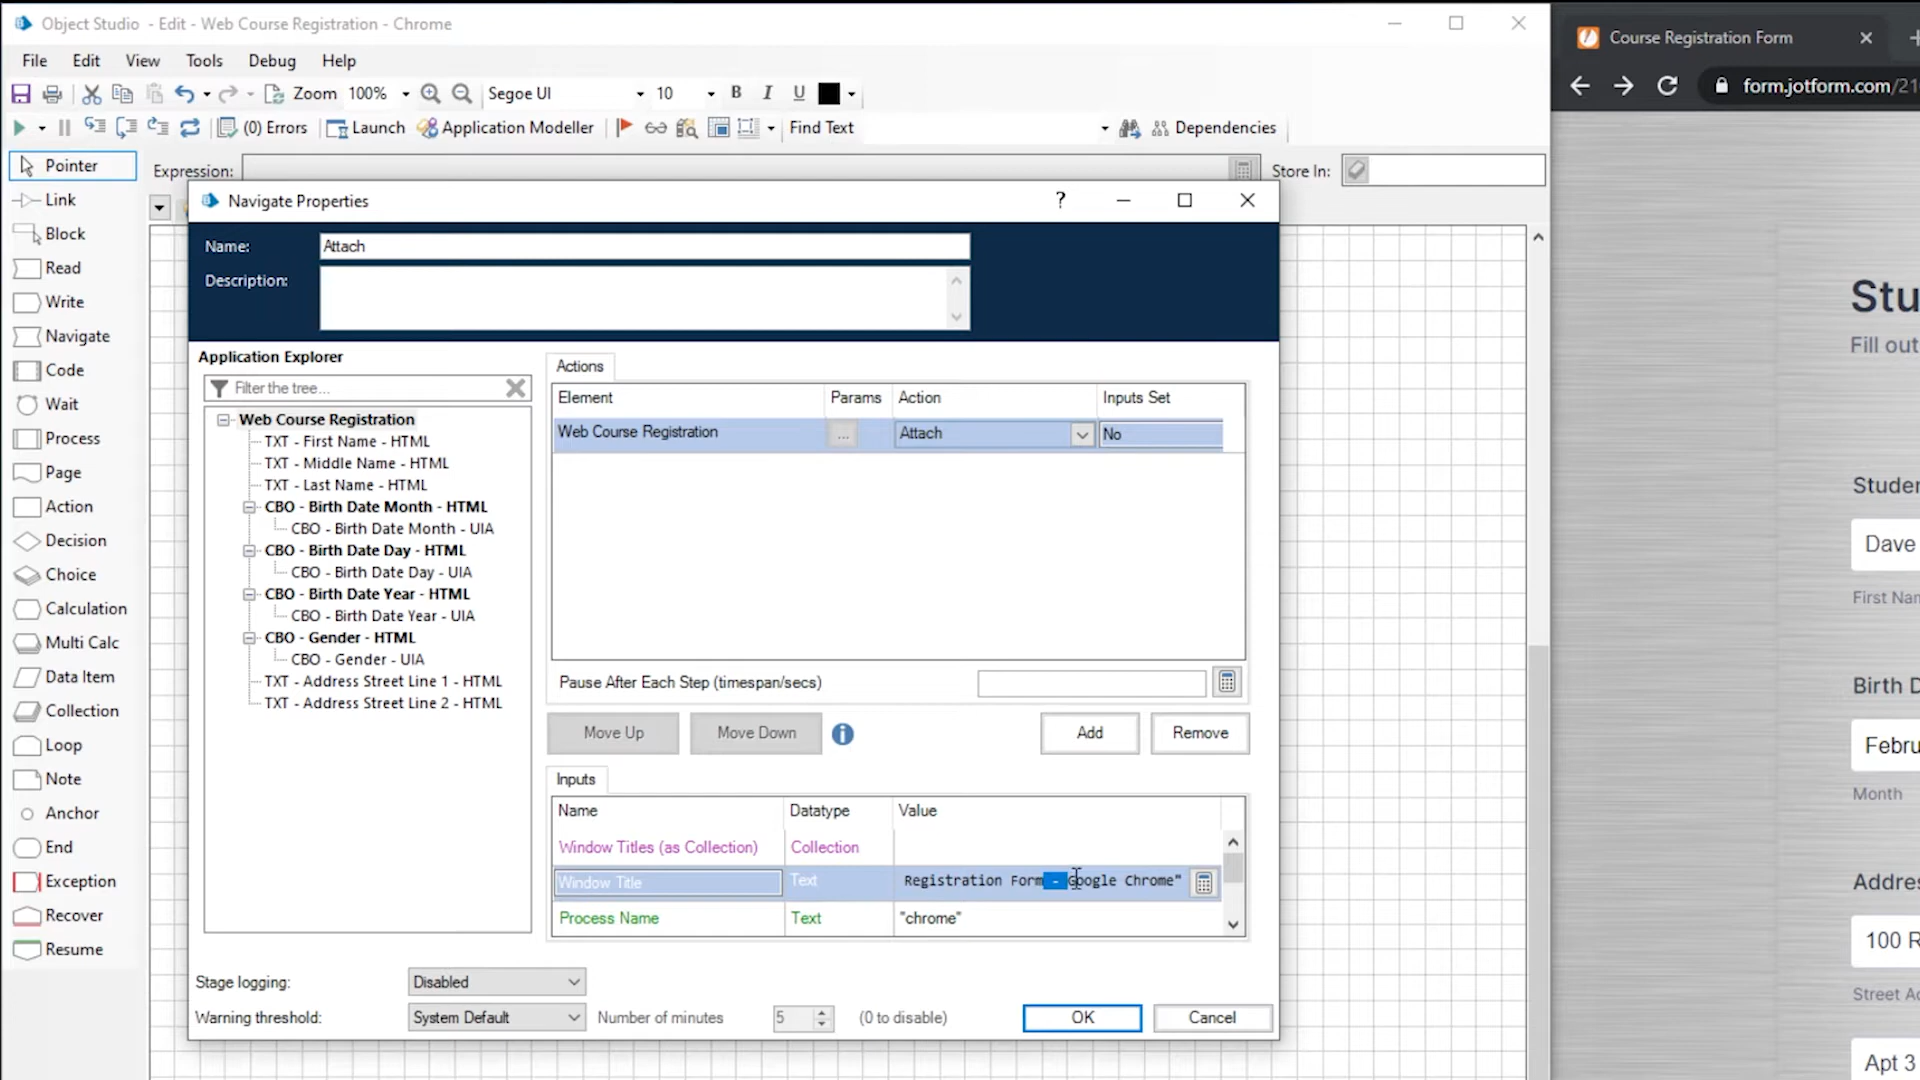 Object Studio - Edit - Web Course Registration - Chrome
File Edit View Tools Debug Help
Zoom 100% Segoe UI 10 B I U
(0) Errors Launch Application Modeller Find Text Dependencies
Pointer
Link
Block
Read
Write
Navigate
Code
Wait
Process
Page
Action
Decision
Choice
Calculation
Multi Calc
Data Item
Collection
Loop
Note
Anchor
End
Exception
Recover
Resume
Expression: Store In:
Navigate Properties ?
Name: Attach
Description:
Application Explorer
Filter the tree...
Web Course Registration
TXT - First Name - HTML
TXT - Middle Name - HTML
TXT - Last Name - HTML
CBO - Birth Date Month - HTML
CBO - Birth Date Month - UIA
CBO - Birth Date Day - HTML
CBO - Birth Date Day - UIA
CBO - Birth Date Year - HTML
CBO - Birth Date Year - UIA
CBO - Gender - HTML
CBO - Gender - UIA
TXT - Address Street Line 1 - HTML
TXT - Address Street Line 2 - HTML
Actions
Element Params Action Inputs Set
Web Course Registration ... Attach No
Pause After Each Step (timespan/secs)
Move Up Move Down Add Remove
Inputs
Name Datatype Value
Window Titles (as Collection) Collection
Window Title Text Registration Form - Google Chrome"
Process Name Text "chrome"
Stage logging: Disabled
Warning threshold: System Default Number of minutes 5 (0 to disable)
OK Cancel
Course Registration Form
form.jotform.com/21
Stu
Fill out
Studen
Dave
First Nam
Birth D
Febru
Month
Addres
100 R
Street Ad
Apt 3